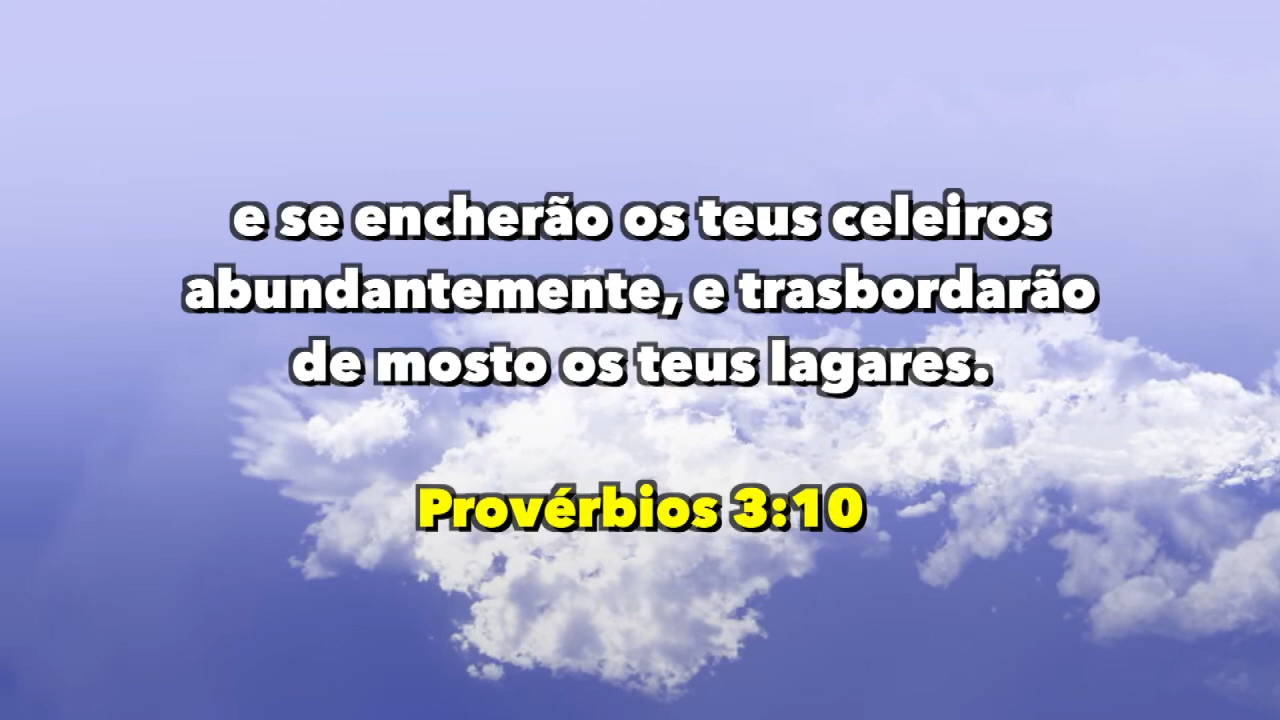 e se encherão os teus celeiros
abundantemente, e trasbordarão
de mosto os teus lagares.
Provérbios 3:10